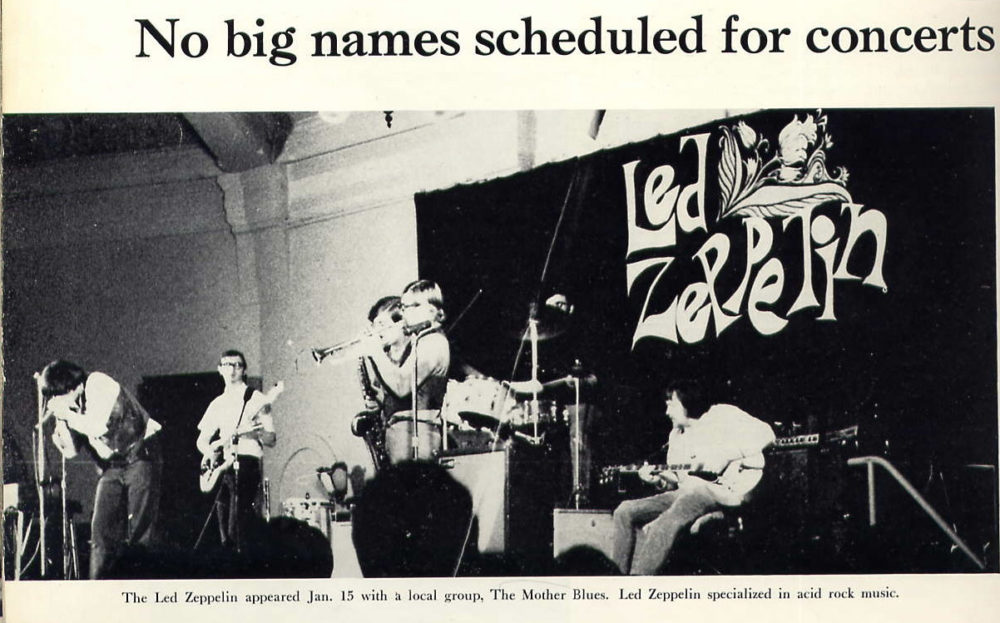 No big names scheduled for concerts
Led
Zeppelin
The Led Zeppelin appeared Jan. 15 with a local group, The Mother Blues. Led Zeppelin specialized in acid rock music.